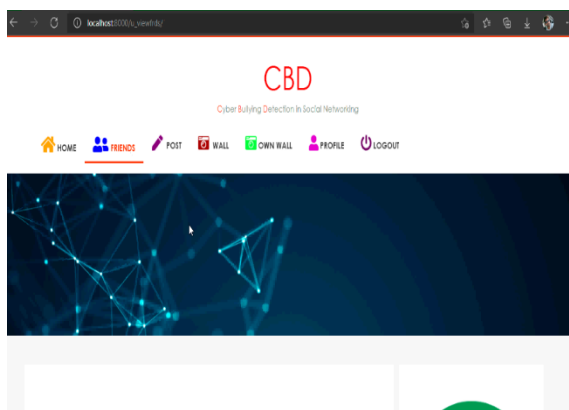 localhost:8000/u_viewfrds/
CBD
Cyber Bullying Detection In Social Networking
HOME FRIENDS POST WALL OWN WALL PROFILE LOGOUT